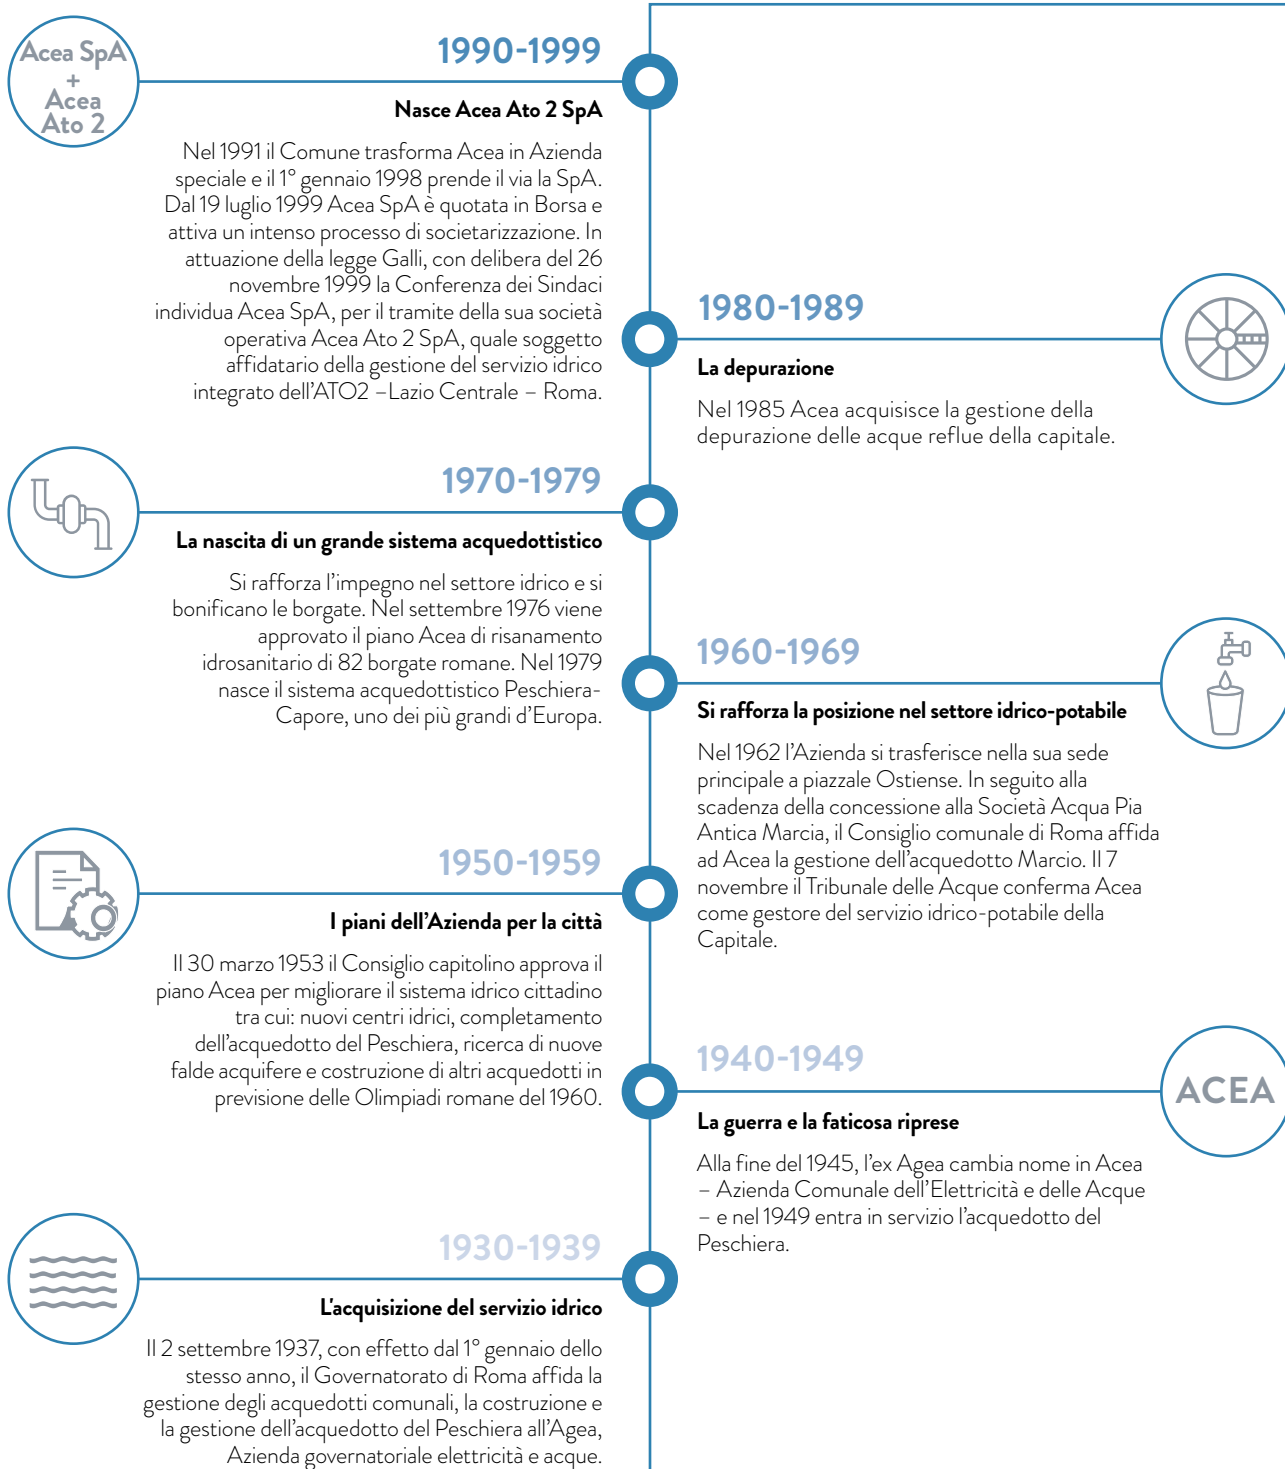 Acea SpA
+
Acea
Ato 2
1990-1999
Nasce Acea Ato 2 SpA
Nel 1991 il Comune trasforma Acea in Azienda
speciale e il 1° gennaio 1998 prende il via la SpA.
Dal 19 luglio 1999 Acea SpA è quotata in Borsa e
attiva un intenso processo di societarizzazione. In
attuazione della legge Galli, con delibera del 26
novembre 1999 la Conferenza dei Sindaci
individua Acea SpA, per il tramite della sua società
operativa Acea Ato 2 SpA, quale soggetto
affidatario della gestione del servizio idrico
integrato dell'ATO2 –Lazio Centrale – Roma.
1980-1989
La depurazione
Nel 1985 Acea acquisisce la gestione della
depurazione delle acque reflue della capitale.
1970-1979
La nascita di un grande sistema acquedottistico
Si rafforza l'impegno nel settore idrico e si
bonificano le borgate. Nel settembre 1976 viene
approvato il piano Acea di risanamento
idrosanitario di 82 borgate romane. Nel 1979
nasce il sistema acquedottistico Peschiera-
Capore, uno dei più grandi d'Europa.
1960-1969
Si rafforza la posizione nel settore idrico-potabile
Nel 1962 l'Azienda si trasferisce nella sua sede
principale a piazzale Ostiense. In seguito alla
scadenza della concessione alla Società Acqua Pia
Antica Marcia, il Consiglio comunale di Roma affida
ad Acea la gestione dell'acquedotto Marcio. Il 7
novembre il Tribunale delle Acque conferma Acea
come gestore del servizio idrico-potabile della
Capitale.
1950-1959
I piani dell'Azienda per la città
Il 30 marzo 1953 il Consiglio capitolino approva il
piano Acea per migliorare il sistema idrico cittadino
tra cui: nuovi centri idrici, completamento
dell'acquedotto del Peschiera, ricerca di nuove
falde acquifere e costruzione di altri acquedotti in
previsione delle Olimpiadi romane del 1960.
1940-1949
ACEA
La guerra e la faticosa riprese
Alla fine del 1945, l'ex Agea cambia nome in Acea
– Azienda Comunale dell'Elettricità e delle Acque
– e nel 1949 entra in servizio l'acquedotto del
Peschiera.
1930-1939
L'acquisizione del servizio idrico
Il 2 settembre 1937, con effetto dal 1° gennaio dello
stesso anno, il Governatorato di Roma affida la
gestione degli acquedotti comunali, la costruzione e
la gestione dell'acquedotto del Peschiera all'Agea,
Azienda governatoriale elettricità e acque.